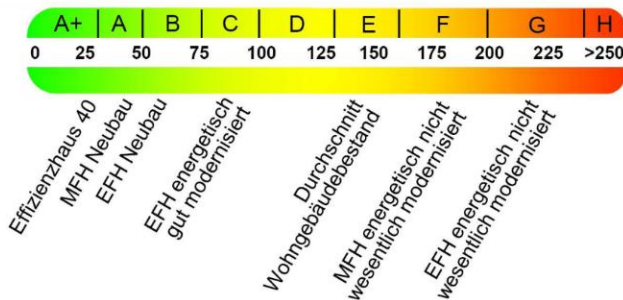 A+ A B C D E F G H
0 25 50 75 100 125 150 175 200 225 >250
Effizienzhaus 40
MFH Neubau
EFH Neubau
EFH energetisch
gut modernisiert
Durchschnitt
Wohngebäudebestand
MFH energetisch nicht
wesentlich modernisiert
EFH energetisch nicht
wesentlich modernisiert